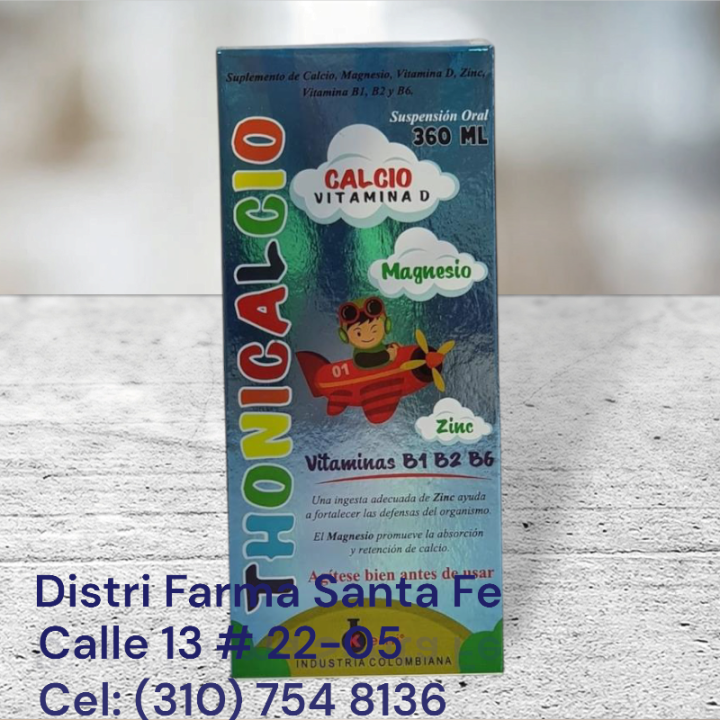 Suplemento de Calcio, Magnesio, Vitamina D, Zinc,
Vitamina B1, B2 y B6.
Suspensión Oral
360 ML
THONICALCIO
CALCIO
VITAMINA D
Magnesio
01
Zinc
Vitaminas B1 B2 B6
Una ingesta adecuada de Zinc ayuda
a fortalecer las defensas del organismo.
El Magnesio promueve la absorción
y retención de calcio.
Agítese bien antes de usar
Distri Farma Santa Fe
Calle 13 # 22-05
INDUSTRIA COLOMBIANA
Cel: (310) 754 8136